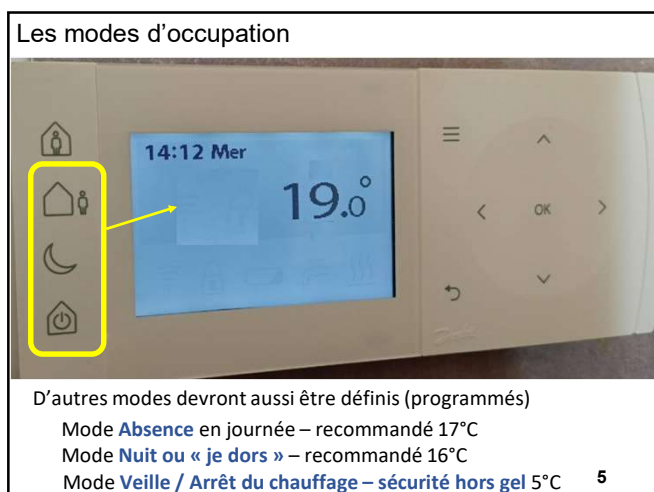 Les modes d’occupation
14:12 Mer
19.0°
OK
D’autres modes devront aussi être définis (programmés)
Mode Absence en journée – recommandé 17°C
Mode Nuit ou « je dors » – recommandé 16°C
Mode Veille / Arrêt du chauffage – sécurité hors gel 5°C
5